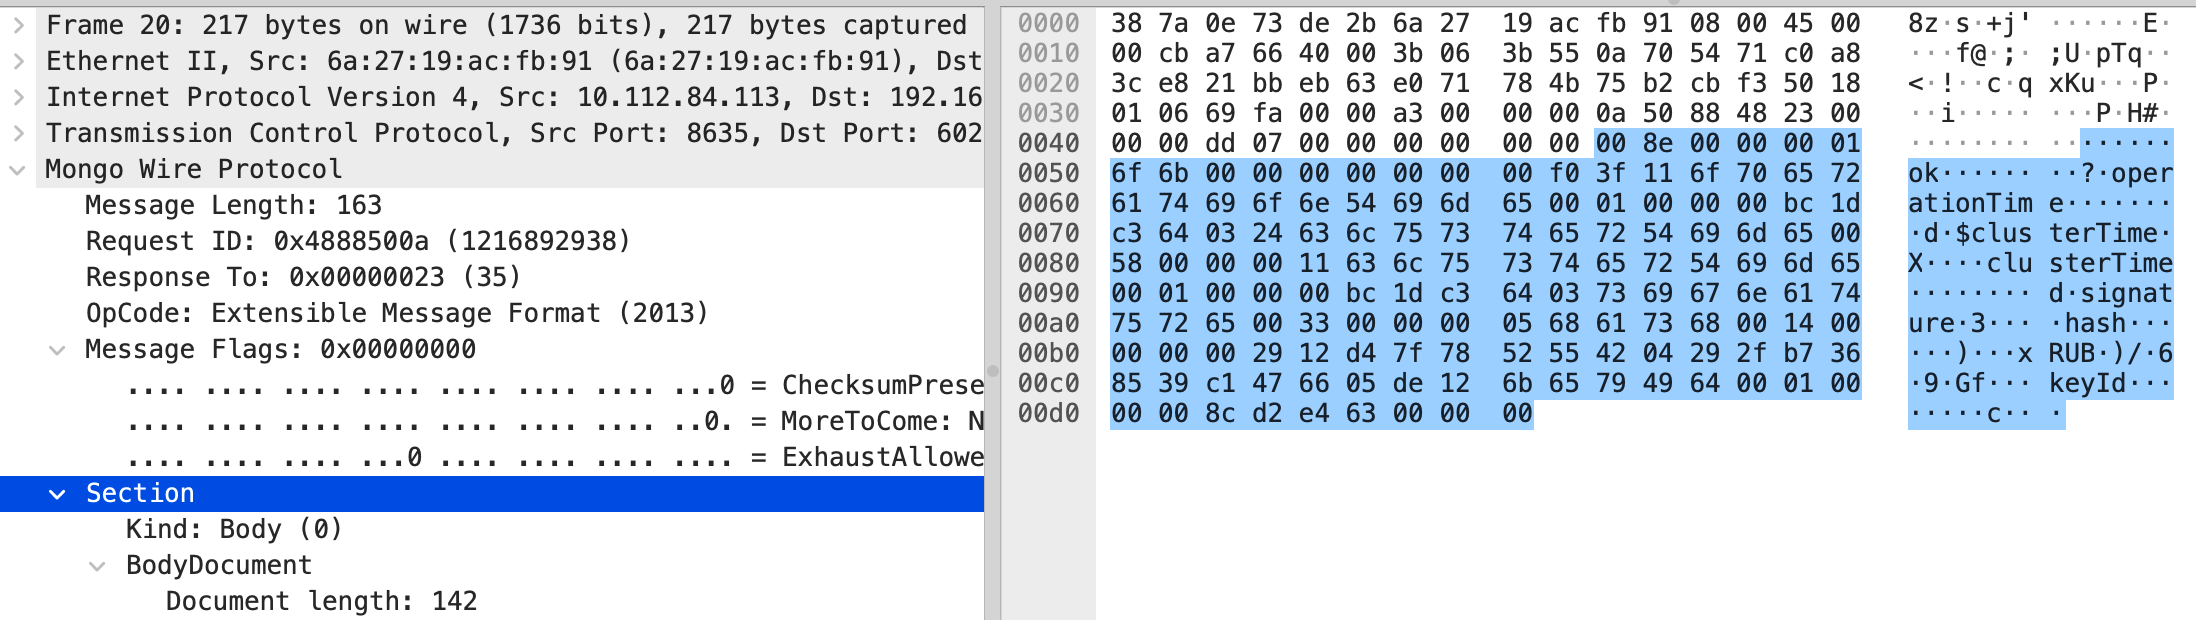 Frame 20: 217 bytes on wire (1736 bits), 217 bytes captured
Ethernet II, Src: 6a:27:19:ac:fb:91 (6a:27:19:ac:fb:91), Dst
Internet Protocol Version 4, Src: 10.112.84.113, Dst: 192.16
Transmission Control Protocol, Src Port: 8635, Dst Port: 602
Mongo Wire Protocol
Message Length: 163
Request ID: 0x4888500a (1216892938)
Response To: 0x00000023 (35)
OpCode: Extensible Message Format (2013)
Message Flags: 0x00000000
.... .... .... .... .... .... .... ...0 = ChecksumPrese
.... .... .... .... .... .... .... ..0. = MoreToCome: N
.... .... .... ...0 .... .... .... .... = ExhaustAllowe
Section
Kind: Body (0)
BodyDocument
Document length: 142
0000 38 7a 0e 73 de 2b 6a 27 19 ac fb 91 08 00 45 00 8z·s·+j' ······E·
0010 00 cb a7 66 40 00 3b 06 3b 55 0a 70 54 71 c0 a8 ···f@·;· ;U·pTq··
0020 3c e8 21 bb eb 63 e0 71 78 4b 75 b2 cb f3 50 18 <·!··c·q xKu···P·
0030 01 06 69 fa 00 00 a3 00 00 00 0a 50 88 48 23 00 ··i····· ···P·H#·
0040 00 00 dd 07 00 00 00 00 00 00 00 8e 00 00 00 01 ········ ········
0050 6f 6b 00 00 00 00 00 00 00 f0 3f 11 6f 70 65 72 ok······ ··?·oper
0060 61 74 69 6f 6e 54 69 6d 65 00 01 00 00 00 bc 1d ationTim e·······
0070 c3 64 03 24 63 6c 75 73 74 65 72 54 69 6d 65 00 ·d·$clus terTime·
0080 58 00 00 00 11 63 6c 75 73 74 65 72 54 69 6d 65 X····clu sterTime
0090 00 01 00 00 00 bc 1d c3 64 03 73 69 67 6e 61 74 ········ d·signat
00a0 75 72 65 00 33 00 00 00 05 68 61 73 68 00 14 00 ure·3··· ·hash···
00b0 00 00 00 29 12 d4 7f 78 52 55 42 04 29 2f b7 36 ···)···x RUB·)/·6
00c0 85 39 c1 47 66 05 de 12 6b 65 79 49 64 00 01 00 ·9·Gf··· keyId···
00d0 00 00 8c d2 e4 63 00 00 00 ·····c·· ·